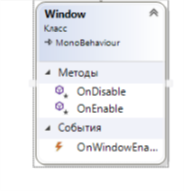 Window
Класс
MonoBehaviour
Методы
OnDisable
OnEnable
События
OnWindowEna...